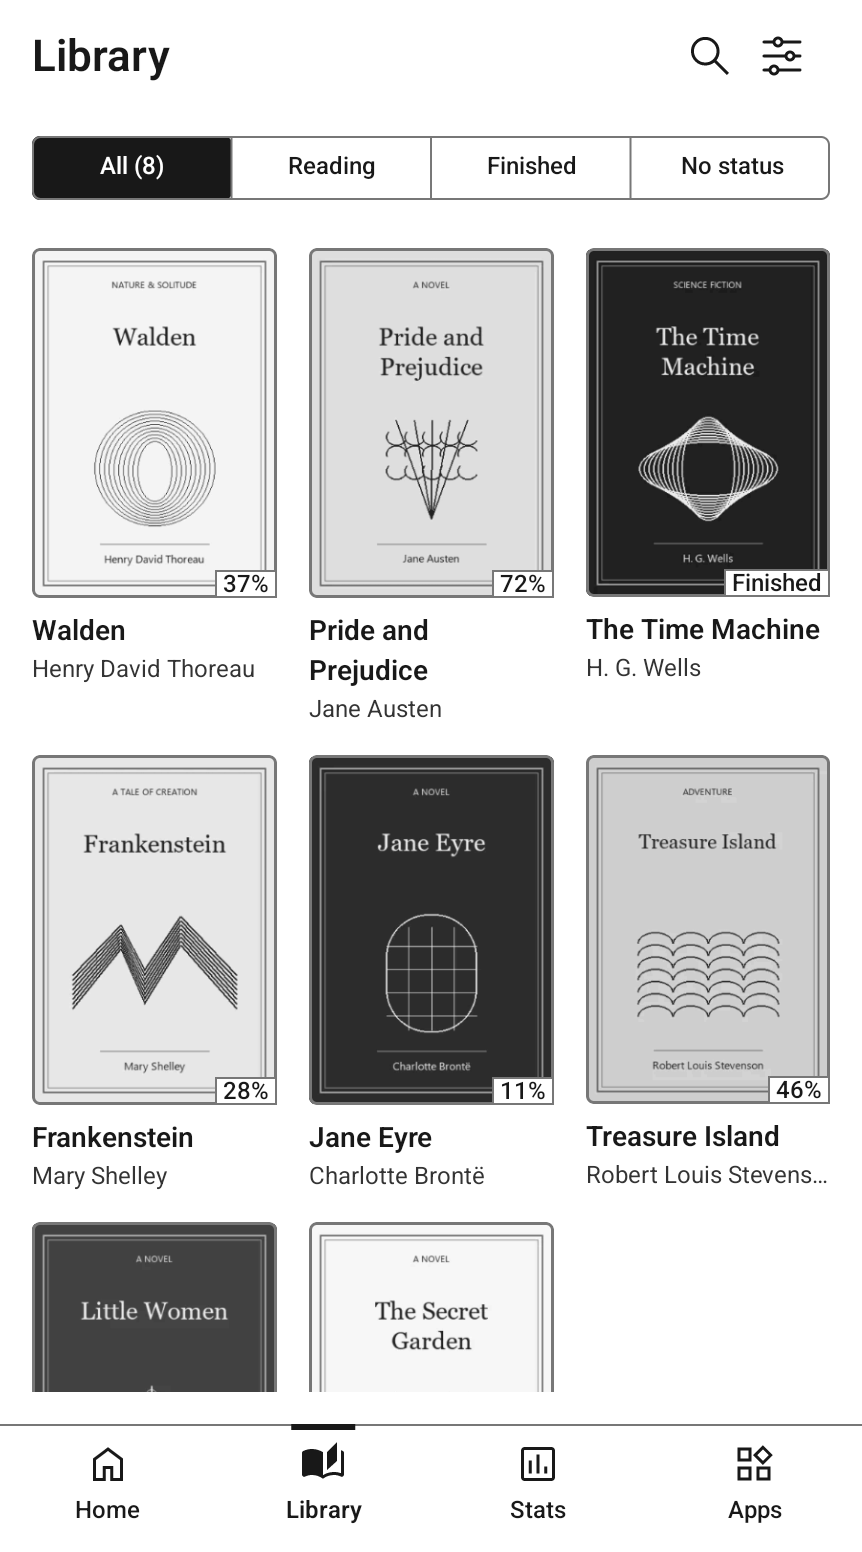 Library
All (8)
Reading
Finished
No status
NATURE & SOLITUDE
Walden
Henry David Thoreau
37%
Walden
Henry David Thoreau
A NOVEL
Pride and
Prejudice
Jane Austen
72%
Pride and
Prejudice
Jane Austen
SCIENCE FICTION
The Time
Machine
H. G. Wells
Finished
The Time Machine
H. G. Wells
A TALE OF CREATION
Frankenstein
Mary Shelley
28%
Frankenstein
Mary Shelley
A NOVEL
Jane Eyre
Charlotte Brontë
11%
Jane Eyre
Charlotte Brontë
ADVENTURE
Treasure Island
Robert Louis Stevenson
46%
Treasure Island
Robert Louis Stevens...
A NOVEL
Little Women
A NOVEL
The Secret
Garden
Home
Library
Stats
Apps